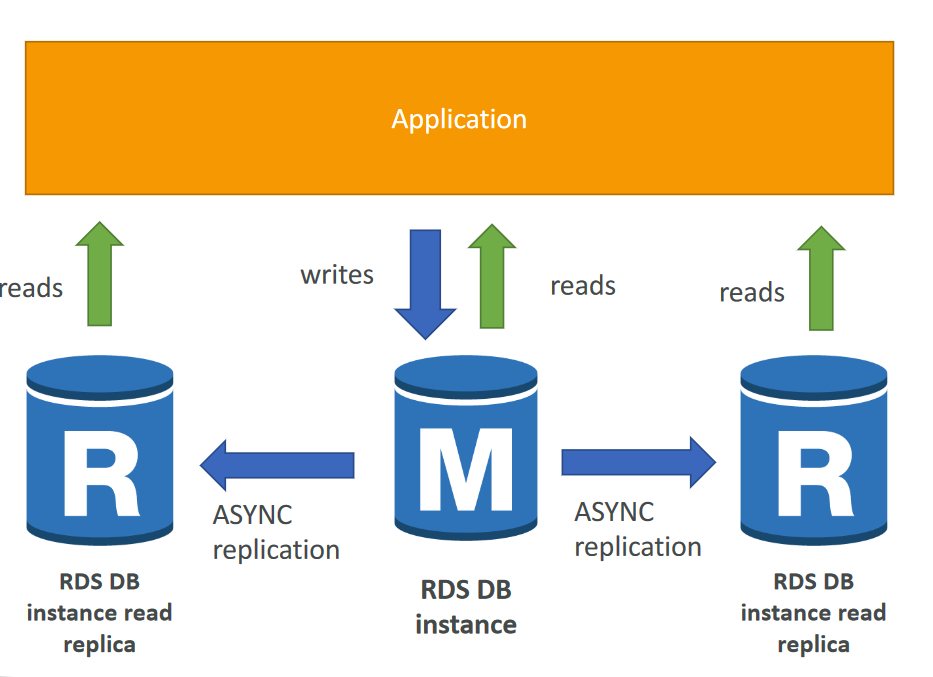 Application
reads
writes
reads
reads
R
M
R
ASYNC
replication
ASYNC
replication
RDS DB
instance read
replica
RDS DB
instance
RDS DB
instance read
replica